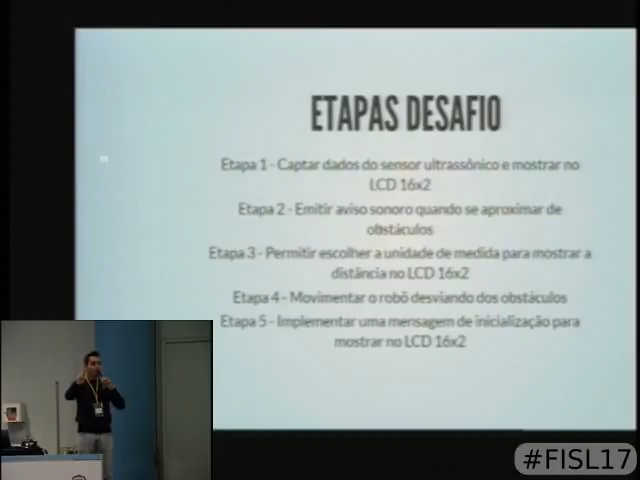 ETAPAS DESAFIO
Etapa 1 - Captar dados do sensor ultrassônico e mostrar no
LCD 16x2
Etapa 2 - Emitir aviso sonoro quando se aproximar de
obstáculos
Etapa 3 - Permitir escolher a unidade de medida para mostrar a
distância no LCD 16x2
Etapa 4 - Movimentar o robô desviando dos obstáculos
Etapa 5 - Implementar uma mensagem de inicialização para
mostrar no LCD 16x2
#FISL17